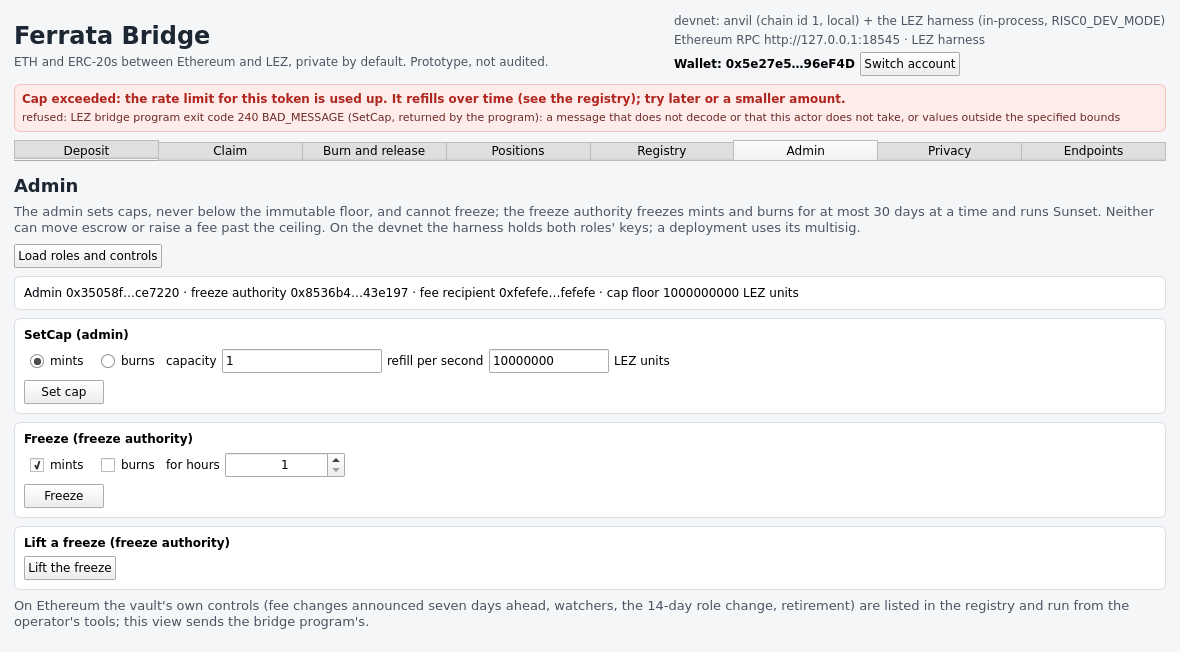 Ferrata Bridge
ETH and ERC-20s between Ethereum and LEZ, private by default. Prototype, not audited.
devnet: anvil (chain id 1, local) + the LEZ harness (in-process, RISC0_DEV_MODE)
Ethereum RPC http://127.0.0.1:18545 · LEZ harness
Wallet: 0x5e27e5…96eF4D Switch account
Cap exceeded: the rate limit for this token is used up. It refills over time (see the registry); try later or a smaller amount.
refused: LEZ bridge program exit code 240 BAD_MESSAGE (SetCap, returned by the program): a message that does not decode or that this actor does not take, or values outside the specified bounds
Deposit Claim Burn and release Positions Registry Admin Privacy Endpoints
Admin
The admin sets caps, never below the immutable floor, and cannot freeze; the freeze authority freezes mints and burns for at most 30 days at a time and runs Sunset. Neither
can move escrow or raise a fee past the ceiling. On the devnet the harness holds both roles' keys; a deployment uses its multisig.
Load roles and controls
Admin 0x35058f…ce7220 · freeze authority 0x8536b4…43e197 · fee recipient 0xfefefe…fefefe · cap floor 1000000000 LEZ units
SetCap (admin)
mints burns capacity 1 refill per second 10000000 LEZ units
Set cap
Freeze (freeze authority)
mints burns for hours 1
Freeze
Lift a freeze (freeze authority)
Lift the freeze
On Ethereum the vault's own controls (fee changes announced seven days ahead, watchers, the 14-day role change, retirement) are listed in the registry and run from the
operator's tools; this view sends the bridge program's.